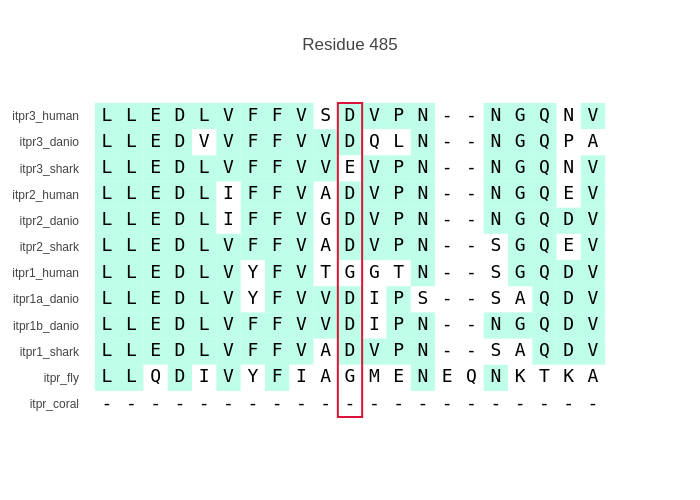 Residue 485
itpr3_human L L E D L V F F V S D V P N - - N G Q N V
itpr3_danio L L E D V V F F V V D Q L N - - N G Q P A
itpr3_shark L L E D L V F F V V E V P N - - N G Q N V
itpr2_human L L E D L I F F V A D V P N - - N G Q E V
itpr2_danio L L E D L I F F V G D V P N - - N G Q D V
itpr2_shark L L E D L V F F V A D V P N - - S G Q E V
itpr1_human L L E D L V Y F V T G G T N - - S G Q D V
itpr1a_danio L L E D L V Y F V V D I P S - - S A Q D V
itpr1b_danio L L E D L V F F V V D I P N - - N G Q D V
itpr1_shark L L E D L V F F V A D V P N - - S A Q D V
itpr_fly L L Q D I V Y F I A G M E N E Q N K T K A
itpr_coral - - - - - - - - - - - - - - - - - - - - -